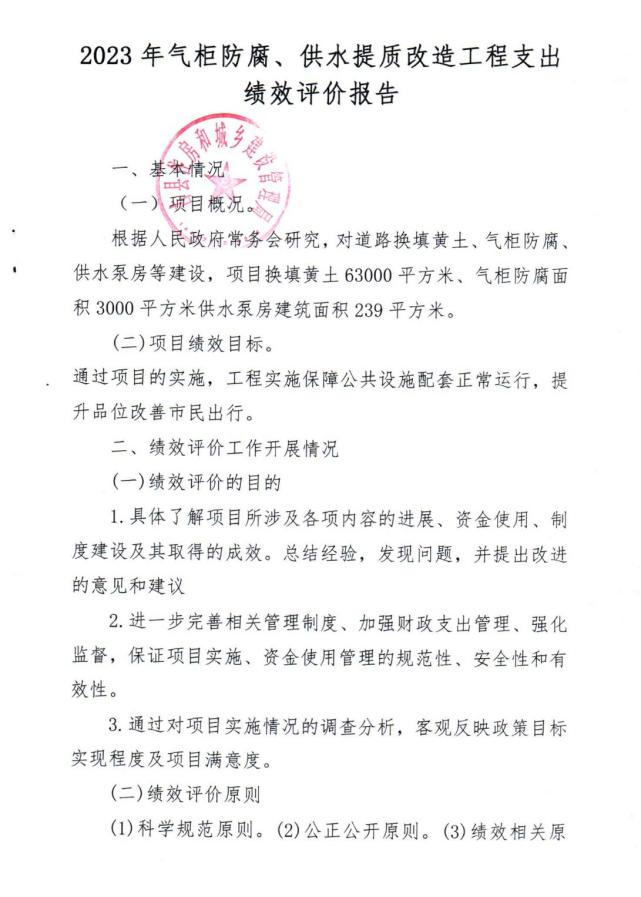 2023 年气柜防腐、供水提质改造工程支出
绩效评价报告
县住房和城乡建设管理局
一、基本情况
（一）项目概况。
根据人民政府常务会研究，对道路换填黄土、气柜防腐、
供水泵房等建设，项目换填黄土 63000 平方米、气柜防腐面
积 3000 平方米供水泵房建筑面积 239 平方米。
(二)项目绩效目标。
通过项目的实施，工程实施保障公共设施配套正常运行，提
升品位改善市民出行。
二、绩效评价工作开展情况
(一)绩效评价的目的
1.具体了解项目所涉及各项内容的进展、资金使用、制
度建设及其取得的成效。总结经验，发现问题，并提出改进
的意见和建议
2.进一步完善相关管理制度、加强财政支出管理、强化
监督，保证项目实施、资金使用管理的规范性、安全性和有
效性。
3.通过对项目实施情况的调查分析，客观反映政策目标
实现程度及项目满意度。
(二)绩效评价原则
(1)科学规范原则。(2)公正公开原则。(3)绩效相关原